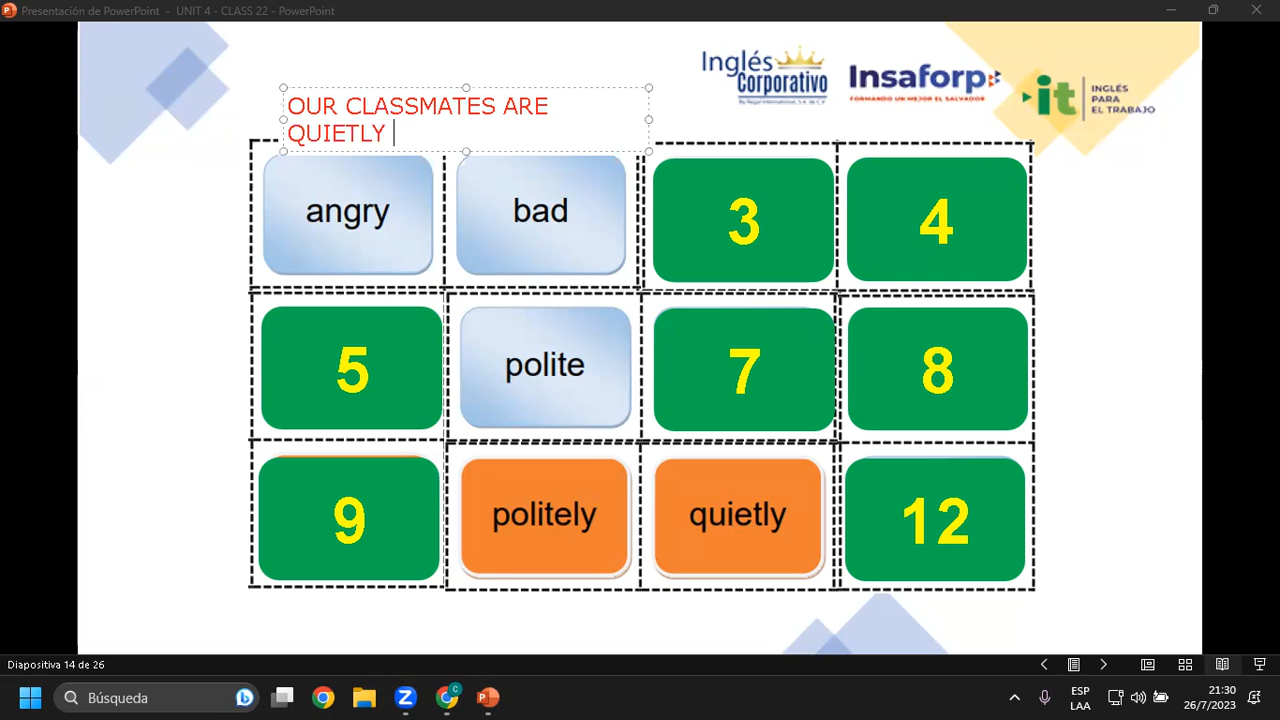 Presentación de PowerPoint - UNIT 4 - CLASS 22 - PowerPoint
Inglés
Corporativo
Insaforp
FORMANDO UN MEJOR EL SALVADOR
it
INGLÉS
PARA
EL TRABAJO
OUR CLASSMATES ARE
QUIETLY
angry
bad
3
4
5
polite
7
8
9
politely
quietly
12
Diapositiva 14 de 26
Búsqueda
C
ESP
LAA
21:30
26/7/2023